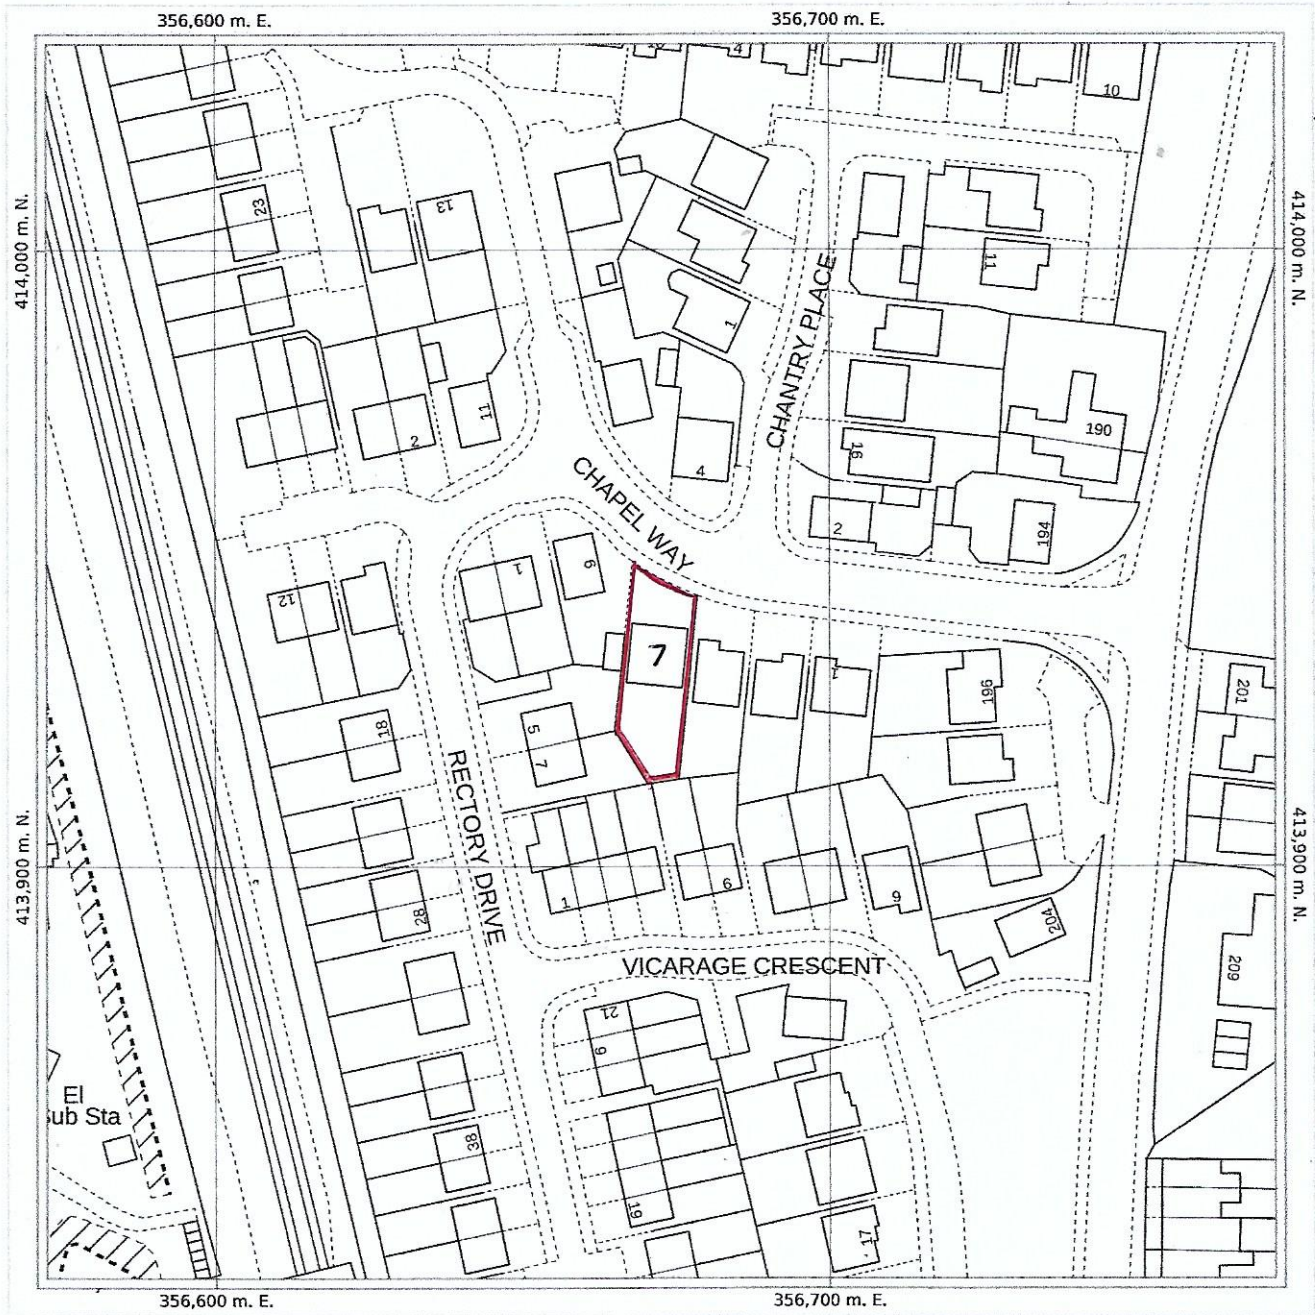 356,600 m. E.
356,700 m. E.
4
10
23
13
414,000 m. N.
414,000 m. N.
11
1
CHANTRY PLACE
190
11
2
16
4
CHAPEL WAY
2
194
1
9
12
7
1
166
201
18
5
7
RECTORY DRIVE
413,900 m. N.
413,900 m. N.
1
6
9
28
204
VICARAGE CRESCENT
209
21
9
El
ub Sta
38
19
17
356,600 m. E.
356,700 m. E.